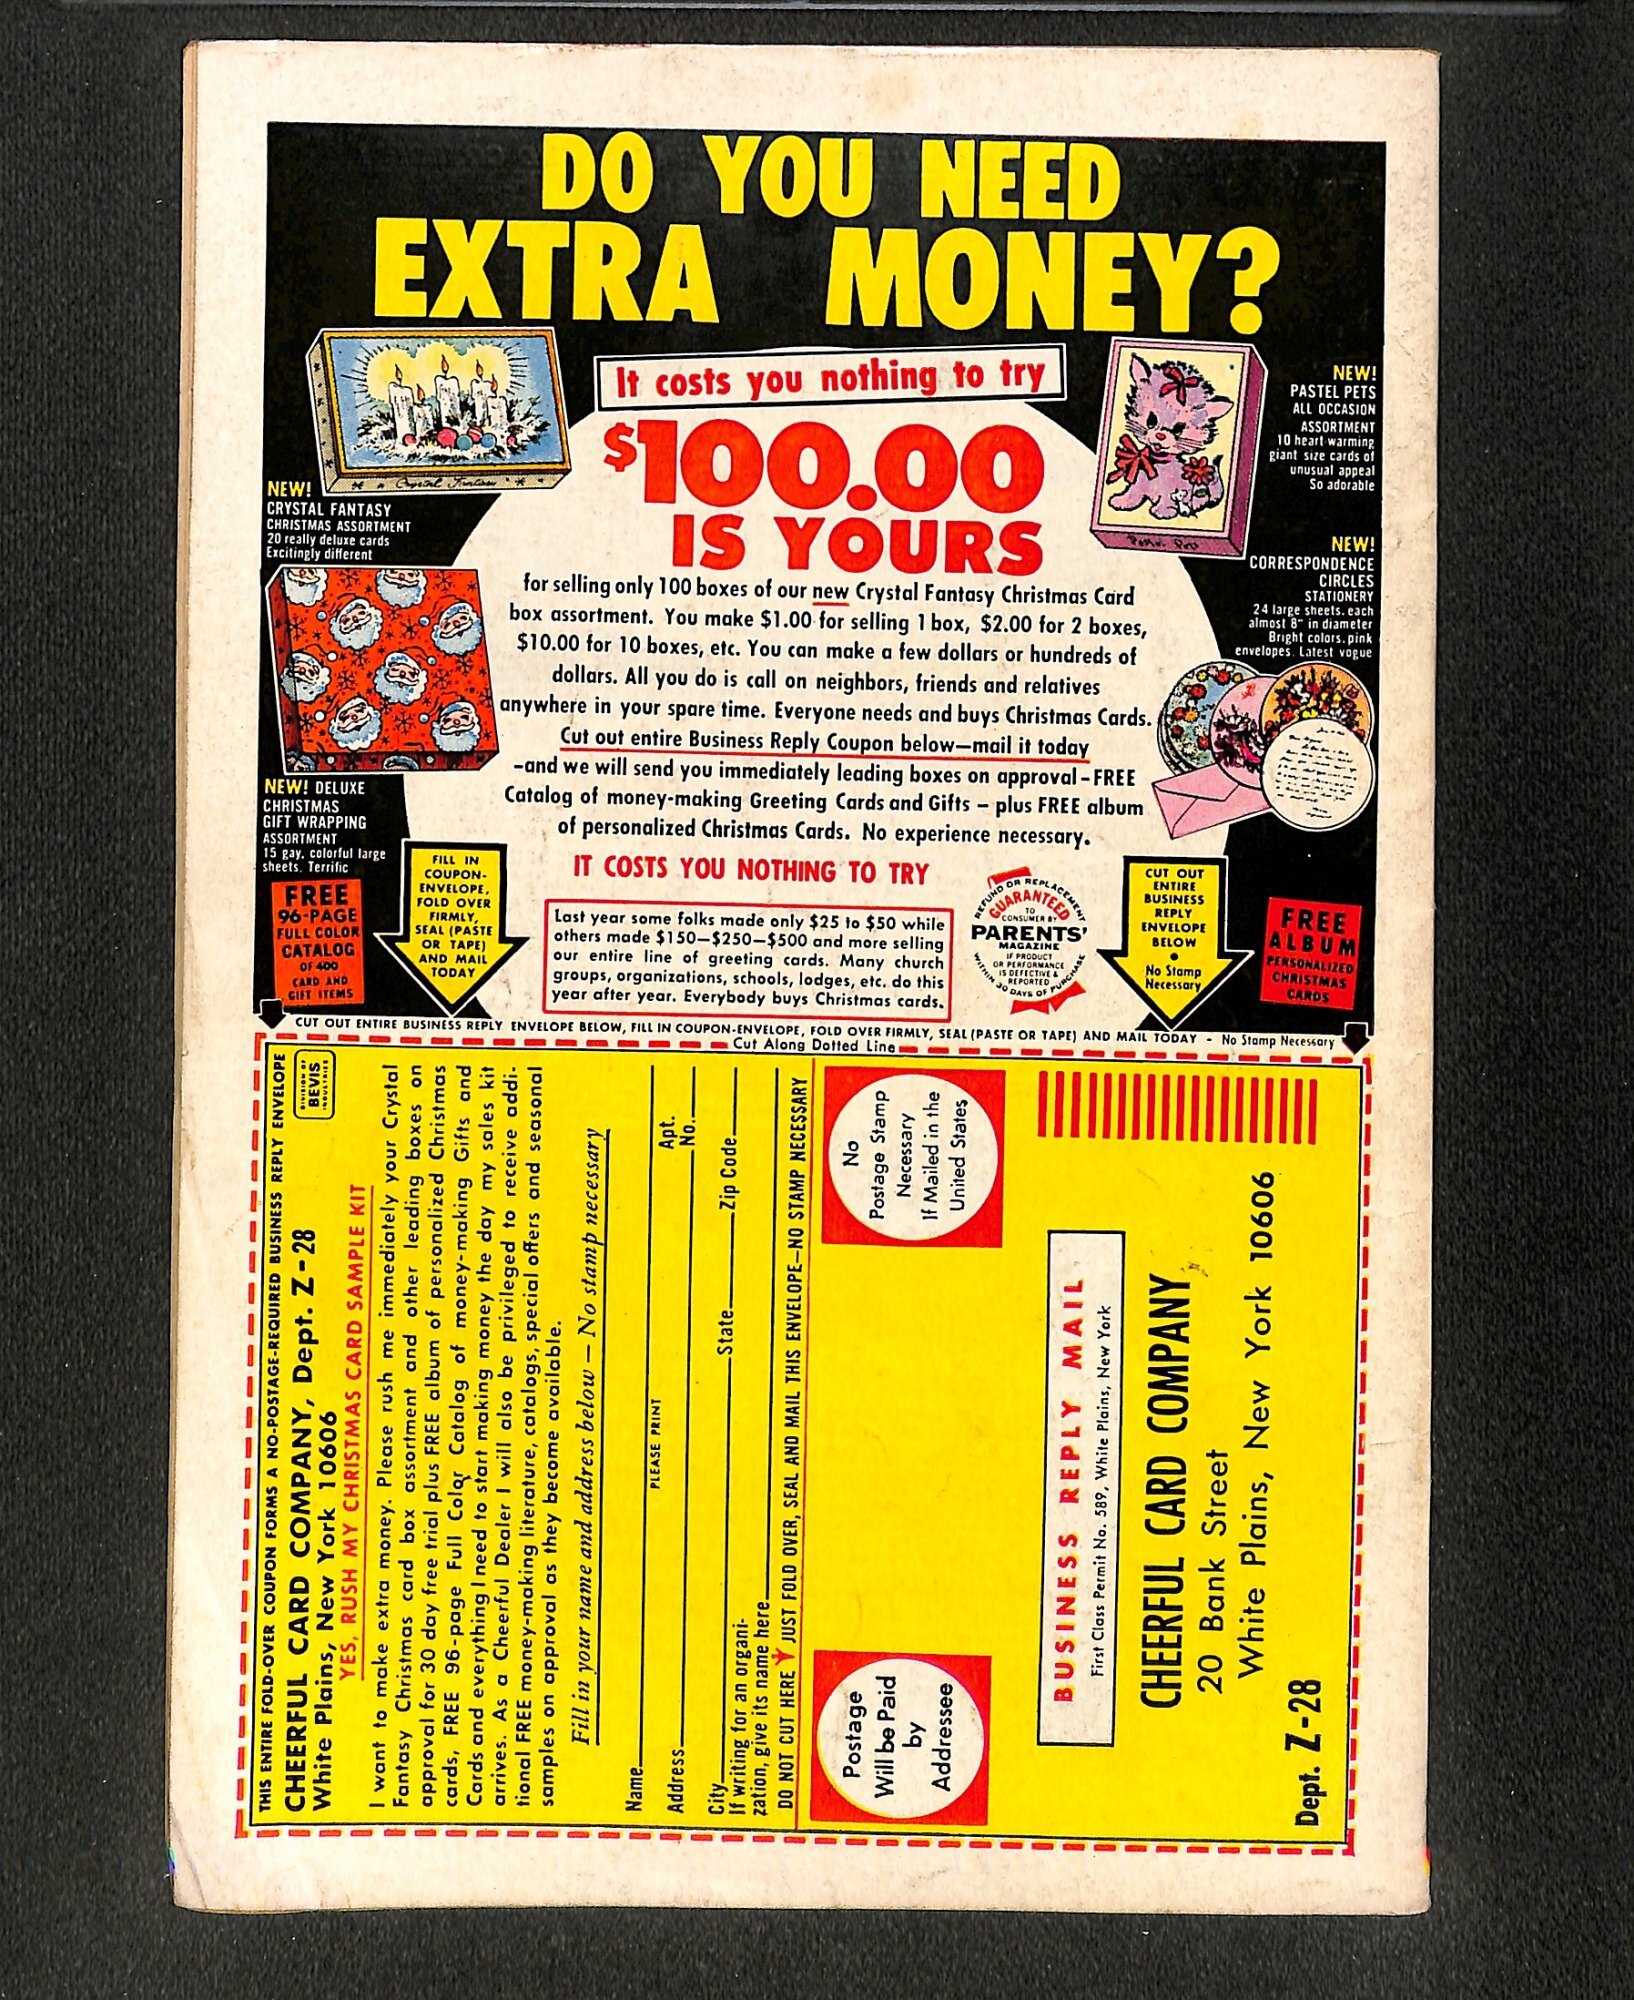 DO YOU NEED
EXTRA MONEY?
It costs you nothing to try
$100.00
IS YOURS
for selling only 100 boxes of our new Crystal Fantasy Christmas Card
box assortment. You make $1.00 for selling 1 box, $2.00 for 2 boxes,
$10.00 for 10 boxes, etc. You can make a few dollars or hundreds of
dollars. All you do is call on neighbors, friends and relatives
anywhere in your spare time. Everyone needs and buys Christmas Cards.
Cut out entire Business Reply Coupon below—mail it today
–and we will send you immediately leading boxes on approval–FREE
Catalog of money-making Greeting Cards and Gifts – plus FREE album
of personalized Christmas Cards. No experience necessary.
IT COSTS YOU NOTHING TO TRY
Crystal Fantasy
NEW!
CRYSTAL FANTASY
CHRISTMAS ASSORTMENT
20 really deluxe cards
Excitingly different
NEW! DELUXE
CHRISTMAS
GIFT WRAPPING
ASSORTMENT
15 gay, colorful large
sheets. Terrific
NEW!
PASTEL PETS
ALL OCCASION
ASSORTMENT
10 heart-warming
giant size cards of
unusual appeal
So adorable
NEW!
CORRESPONDENCE
CIRCLES
STATIONERY
24 large sheets, each
almost 8" in diameter
Bright colors, pink
envelopes. Latest vogue
FREE
96-PAGE
FULL COLOR
CATALOG
OF 400
CARD AND
GIFT ITEMS
FILL IN
COUPON-
ENVELOPE,
FOLD OVER
FIRMLY,
SEAL (PASTE
OR TAPE)
AND MAIL
TODAY
Last year some folks made only $25 to $50 while
others made $150—$250—$500 and more selling
our entire line of greeting cards. Many church
groups, organizations, schools, lodges, etc. do this
year after year. Everybody buys Christmas cards.
REFUND OR REPLACEMENT
GUARANTEED
TO
CONSUMER BY
PARENTS'
MAGAZINE
IF PRODUCT
OR PERFORMANCE
IS DEFECTIVE &
REPORTED
WITHIN 30 DAYS OF PURCHASE
CUT OUT
ENTIRE
BUSINESS
REPLY
ENVELOPE
BELOW
•
No Stamp
Necessary
FREE
ALBUM
PERSONALIZED
CHRISTMAS
CARDS
CUT OUT ENTIRE BUSINESS REPLY ENVELOPE BELOW, FILL IN COUPON-ENVELOPE, FOLD OVER FIRMLY, SEAL (PASTE OR TAPE) AND MAIL TODAY - No Stamp Necessary
Cut Along Dotted Line
THIS ENTIRE FOLD-OVER COUPON FORMS A NO-POSTAGE-REQUIRED BUSINESS REPLY ENVELOPE
CHEERFUL CARD COMPANY, Dept. Z-28
White Plains, New York 10606
DIVISION OF
BEVIS
INDUSTRIES
YES, RUSH MY CHRISTMAS CARD SAMPLE KIT
I want to make extra money. Please rush me immediately your Crystal
Fantasy Christmas card box assortment and other leading boxes on
approval for 30 day free trial plus FREE album of personalized Christmas
cards, FREE 96-page Full Color Catalog of money-making Gifts and
Cards and everything I need to start making money the day my sales kit
arrives. As a Cheerful Dealer I will also be privileged to receive addi-
tional FREE money-making literature, catalogs, special offers and seasonal
samples on approval as they become available.
Fill in your name and address below — No stamp necessary
Name
PLEASE PRINT
Address Apt. No.
City State Zip Code
If writing for an organi-
zation, give its name here
DO NOT CUT HERE JUST FOLD OVER, SEAL AND MAIL THIS ENVELOPE—NO STAMP NECESSARY
Postage
Will be Paid
by
Addressee
No
Postage Stamp
Necessary
If Mailed in the
United States
BUSINESS REPLY MAIL
First Class Permit No. 589, White Plains, New York
CHEERFUL CARD COMPANY
20 Bank Street
White Plains, New York 10606
Dept. Z-28